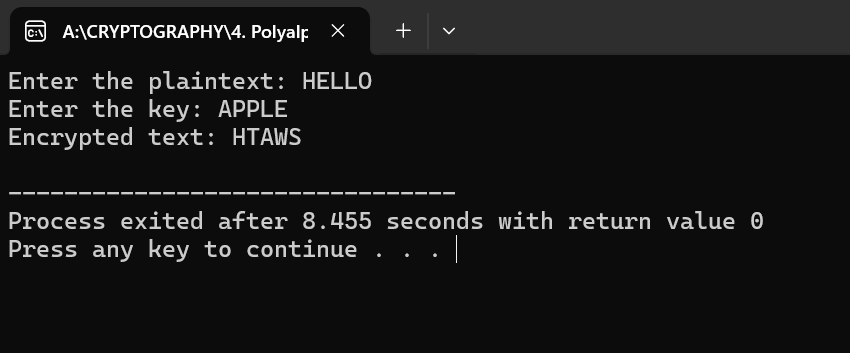 A:\CRYPTOGRAPHY\4. Polyalp
Enter the plaintext: HELLO
Enter the key: APPLE
Encrypted text: HTAWS
--------------------------------
Process exited after 8.455 seconds with return value 0
Press any key to continue . . .